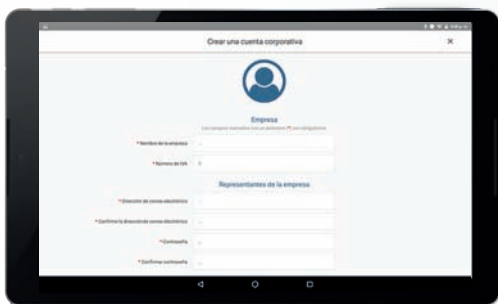 Crear una cuenta corporativa ×
Empresa
Los campos marcados con un asterisco (*) son obligatorios
* Nombre de la empresa
* Número de IVA
Representantes de la empresa
* Dirección de correo electrónico
* Confirme la dirección de correo electrónico
* Contraseña
* Confirmar contraseña